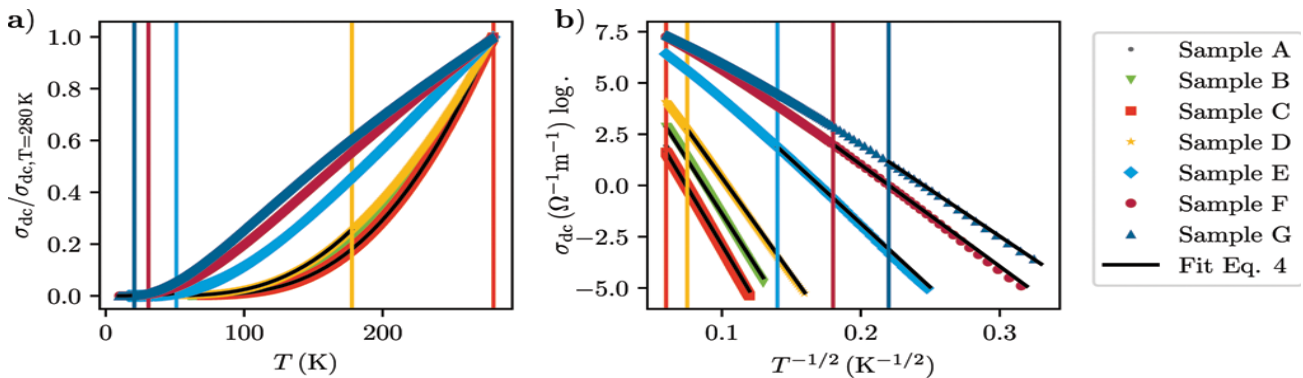 a)
1.0
0.8
0.6
0.4
0.2
0.0
σdc/σdc,T=280 K
0 100 200
T (K)
b)
7.5
5.0
2.5
0.0
−2.5
−5.0
σdc (Ω⁻¹m⁻¹) log.
0.1 0.2 0.3
T⁻¹/² (K⁻¹/²)
Sample A
Sample B
Sample C
Sample D
Sample E
Sample F
Sample G
Fit Eq. 4